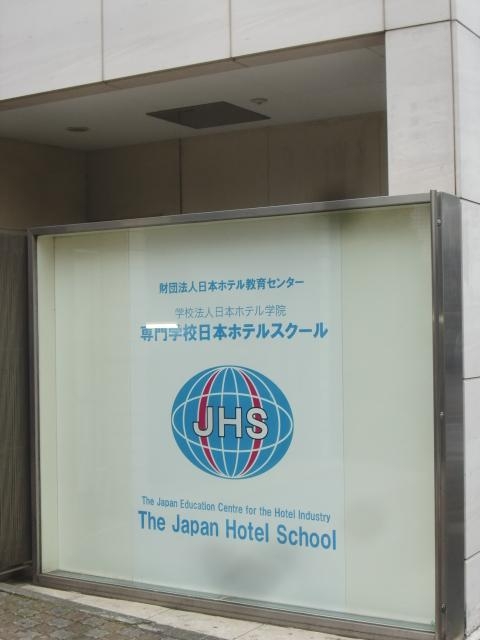 財団法人日本ホテル教育センター
学校法人日本ホテル学院
専門学校日本ホテルスクール
JHS
The Japan Education Centre for the Hotel Industry
The Japan Hotel School